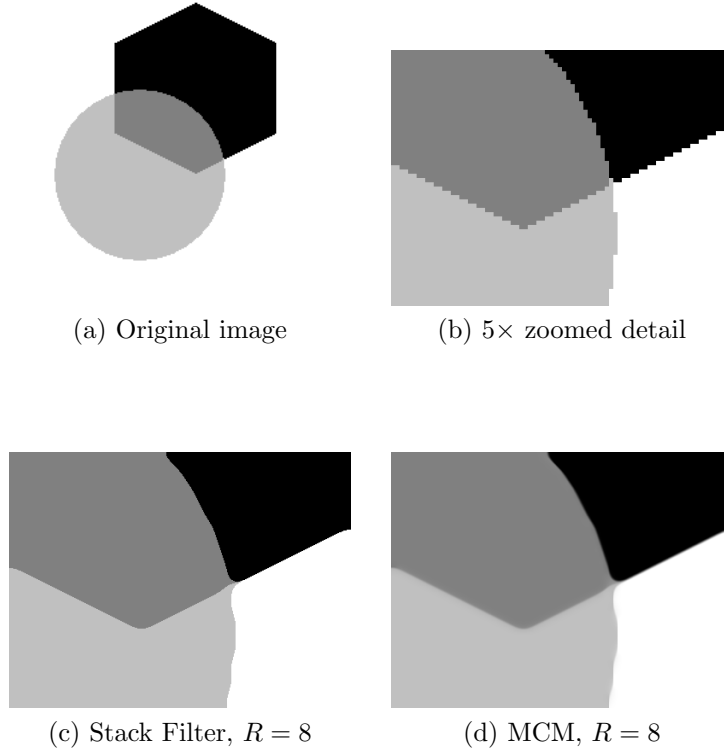 (a) Original image
(b) 5× zoomed detail
(c) Stack Filter, R = 8
(d) MCM, R = 8